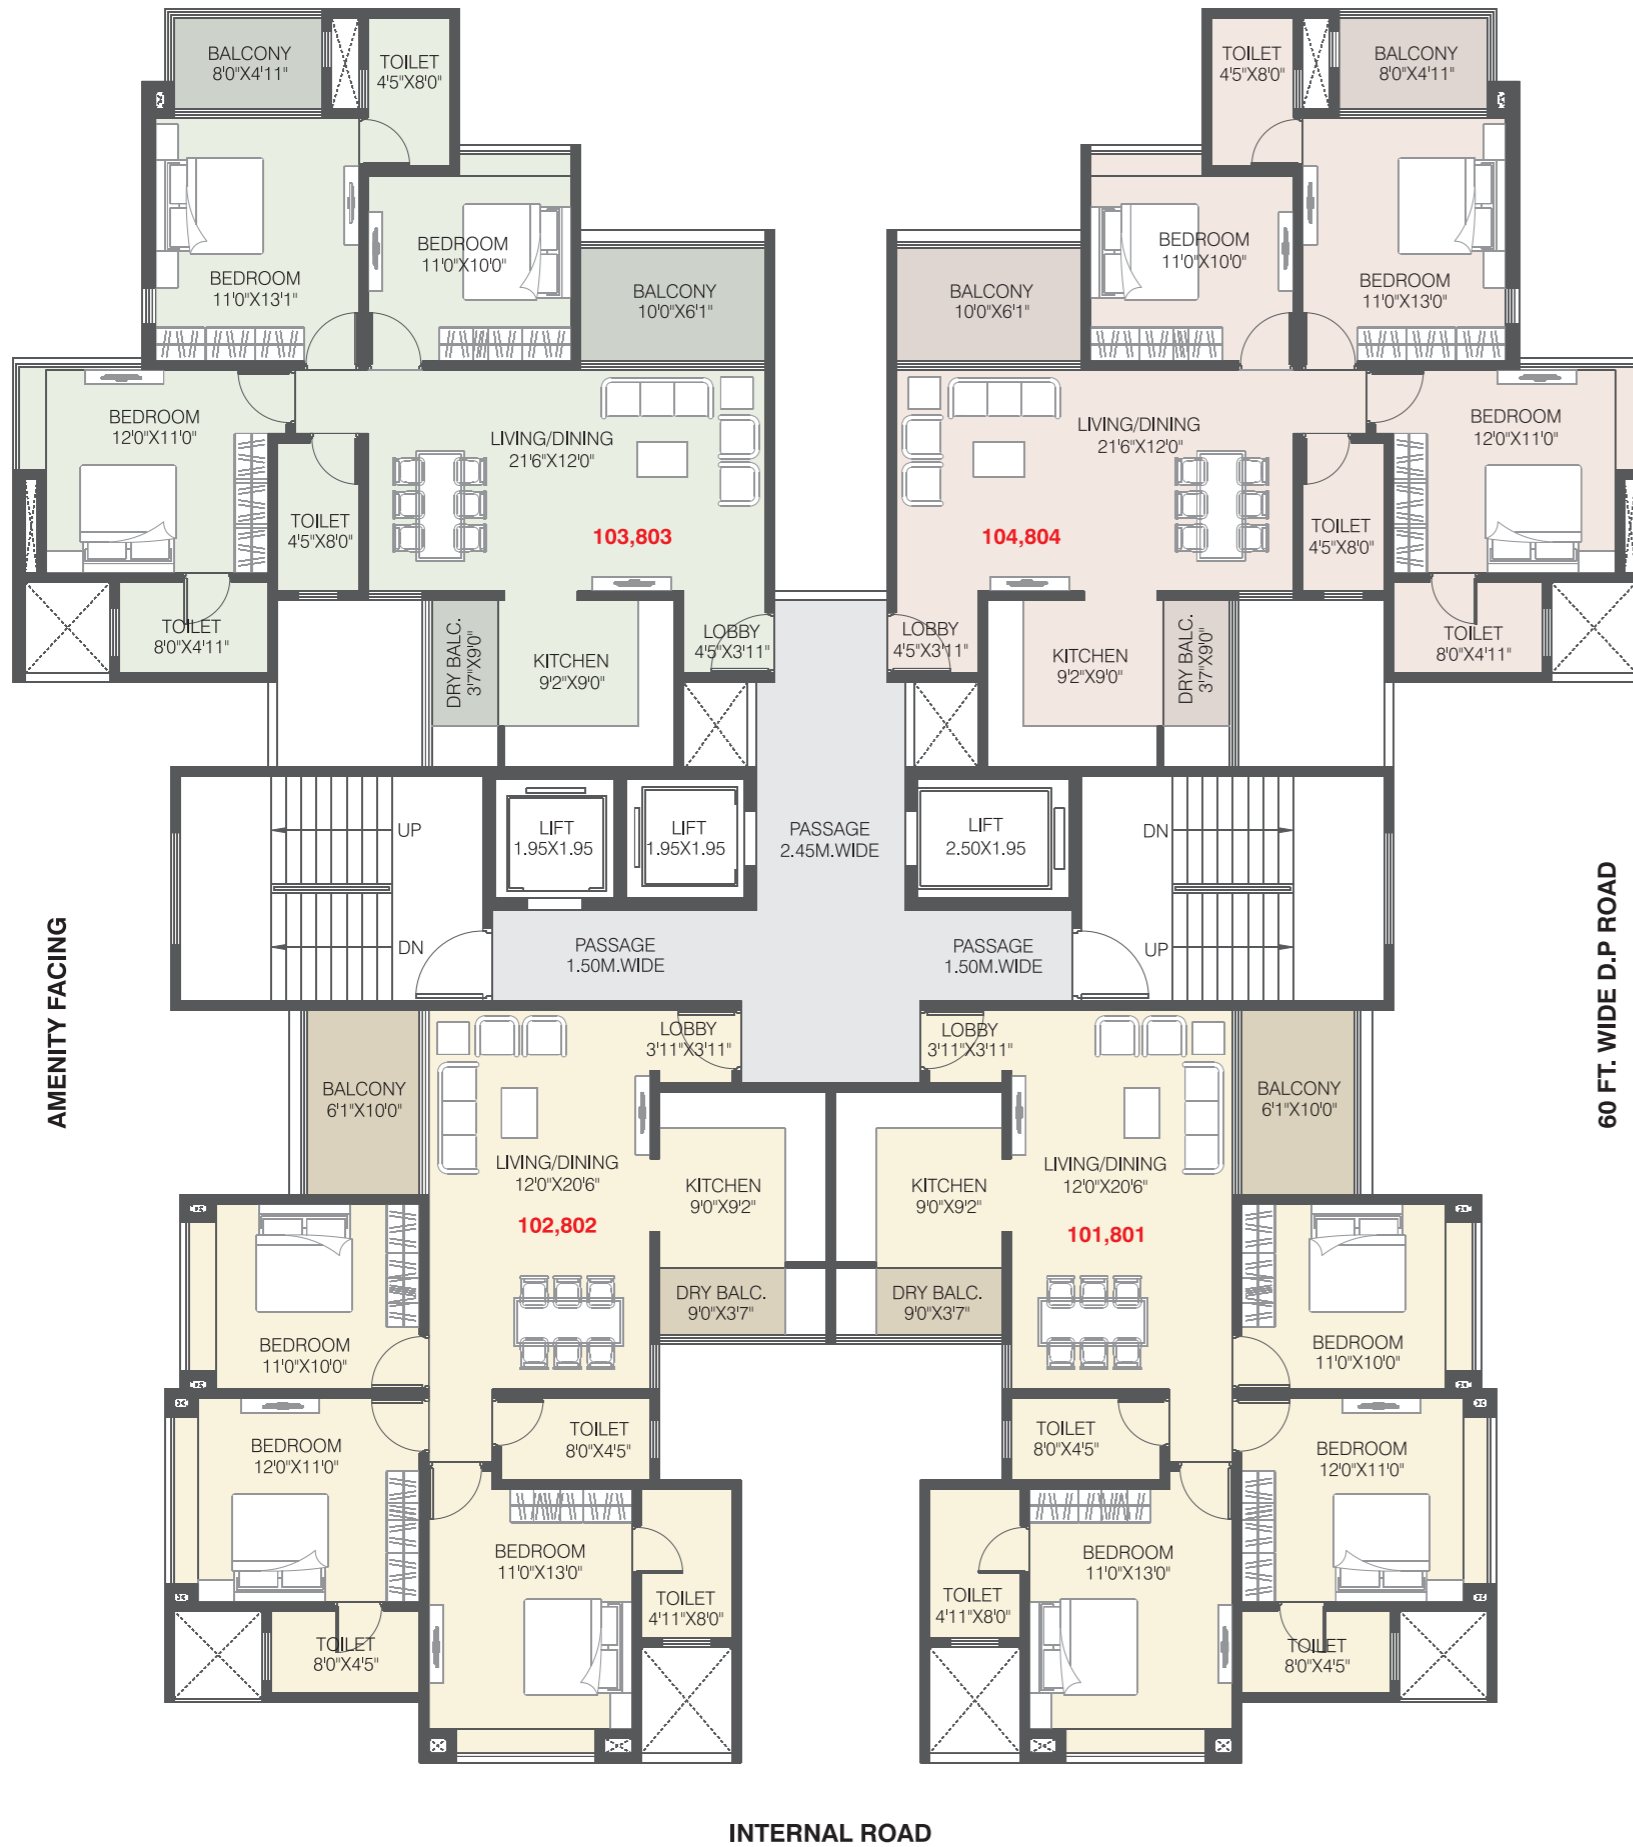 BALCONY
8'0"X4'11"
TOILET
4'5"X8'0"
TOILET
4'5"X8'0"
BALCONY
8'0"X4'11"
BEDROOM
11'0"X13'1"
BEDROOM
11'0"X10'0"
BALCONY
10'0"X6'1"
BALCONY
10'0"X6'1"
BEDROOM
11'0"X10'0"
BEDROOM
11'0"X13'0"
BEDROOM
12'0"X11'0"
LIVING/DINING
21'6"X12'0"
103,803
TOILET
4'5"X8'0"
LIVING/DINING
21'6"X12'0"
104,804
BEDROOM
12'0"X11'0"
TOILET
4'5"X8'0"
TOILET
8'0"X4'11"
DRY BALC.
3'7"X9'0"
KITCHEN
9'2"X9'0"
LOBBY
4'5"X3'11"
LOBBY
4'5"X3'11"
KITCHEN
9'2"X9'0"
DRY BALC.
3'7"X9'0"
TOILET
8'0"X4'11"
UP
LIFT
1.95X1.95
LIFT
1.95X1.95
PASSAGE
2.45M.WIDE
LIFT
2.50X1.95
DN
DN
PASSAGE
1.50M.WIDE
PASSAGE
1.50M.WIDE
UP
AMENITY FACING
60 FT. WIDE D.P ROAD
BALCONY
6'1"X10'0"
LOBBY
3'11"X3'11"
LOBBY
3'11"X3'11"
BALCONY
6'1"X10'0"
LIVING/DINING
12'0"X20'6"
102,802
KITCHEN
9'0"X9'2"
KITCHEN
9'0"X9'2"
LIVING/DINING
12'0"X20'6"
101,801
DRY BALC.
9'0"X3'7"
DRY BALC.
9'0"X3'7"
BEDROOM
11'0"X10'0"
BEDROOM
11'0"X10'0"
BEDROOM
12'0"X11'0"
TOILET
8'0"X4'5"
TOILET
8'0"X4'5"
BEDROOM
12'0"X11'0"
BEDROOM
11'0"X13'0"
TOILET
4'11"X8'0"
TOILET
4'11"X8'0"
BEDROOM
11'0"X13'0"
TOILET
8'0"X4'5"
TOILET
8'0"X4'5"
INTERNAL ROAD